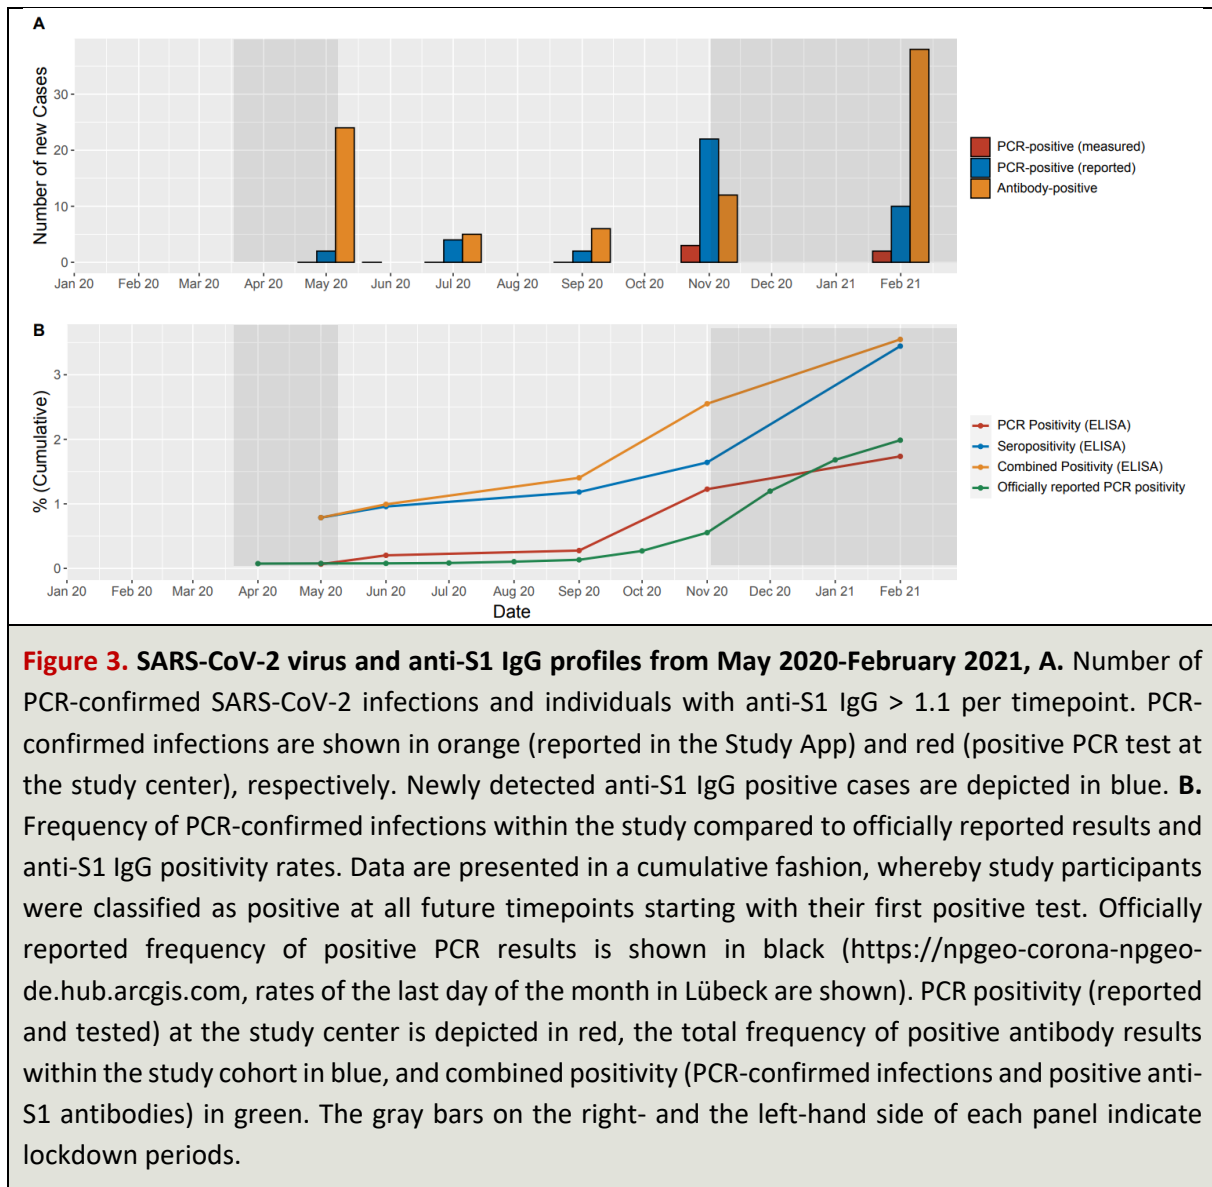 A
Number of new Cases
30
20
10
0
Jan 20 Feb 20 Mar 20 Apr 20 May 20 Jun 20 Jul 20 Aug 20 Sep 20 Oct 20 Nov 20 Dec 20 Jan 21 Feb 21
PCR-positive (measured)
PCR-positive (reported)
Antibody-positive
B
% (Cumulative)
3
2
1
0
Jan 20 Feb 20 Mar 20 Apr 20 May 20 Jun 20 Jul 20 Aug 20 Sep 20 Oct 20 Nov 20 Dec 20 Jan 21 Feb 21
Date
PCR Positivity (ELISA)
Seropositivity (ELISA)
Combined Positivity (ELISA)
Officially reported PCR positivity
Figure 3. SARS-CoV-2 virus and anti-S1 IgG profiles from May 2020-February 2021, A. Number of
PCR-confirmed SARS-CoV-2 infections and individuals with anti-S1 IgG > 1.1 per timepoint. PCR-
confirmed infections are shown in orange (reported in the Study App) and red (positive PCR test at
the study center), respectively. Newly detected anti-S1 IgG positive cases are depicted in blue. B.
Frequency of PCR-confirmed infections within the study compared to officially reported results and
anti-S1 IgG positivity rates. Data are presented in a cumulative fashion, whereby study participants
were classified as positive at all future timepoints starting with their first positive test. Officially
reported frequency of positive PCR results is shown in black (https://npgeo-corona-npgeo-
de.hub.arcgis.com, rates of the last day of the month in Lübeck are shown). PCR positivity (reported
and tested) at the study center is depicted in red, the total frequency of positive antibody results
within the study cohort in blue, and combined positivity (PCR-confirmed infections and positive anti-
S1 antibodies) in green. The gray bars on the right- and the left-hand side of each panel indicate
lockdown periods.